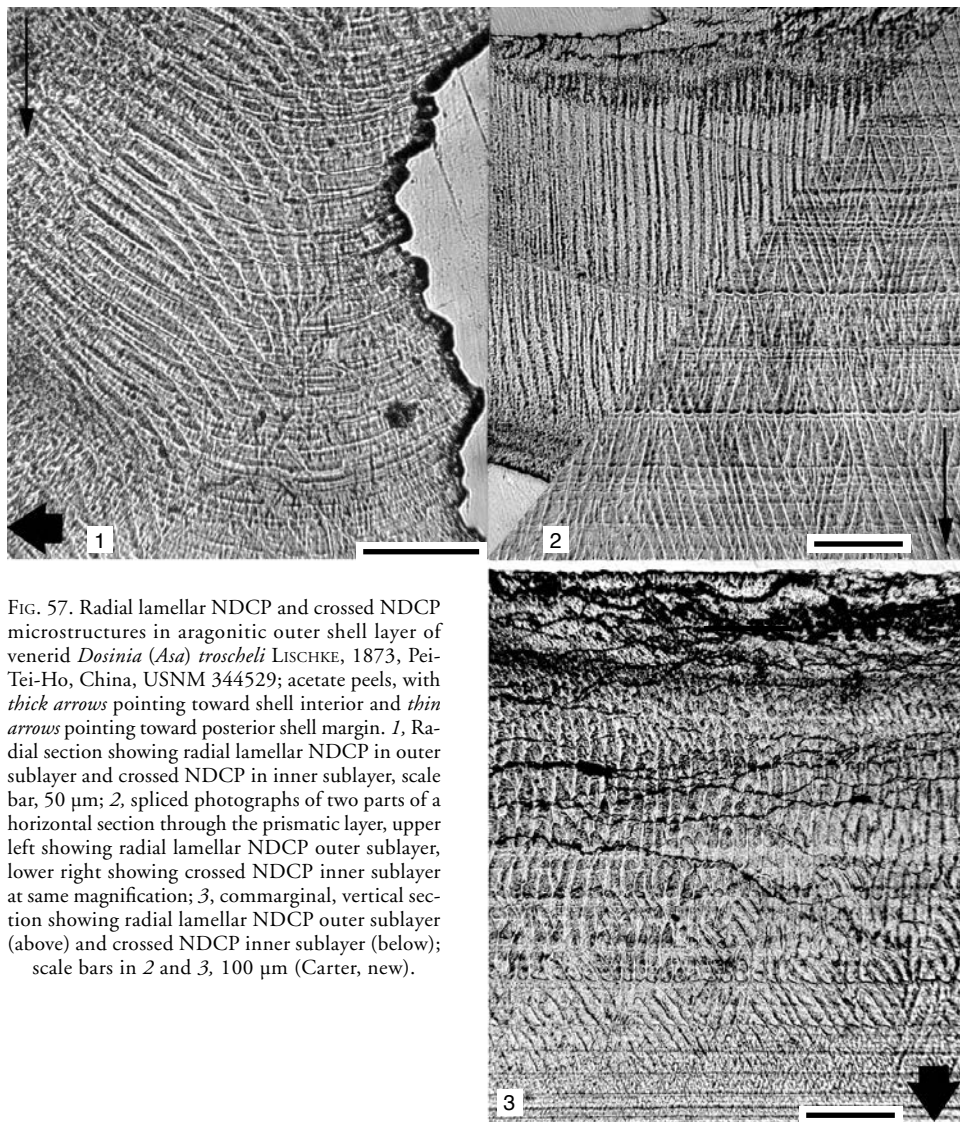 1
2
FIG. 57. Radial lamellar NDCP and crossed NDCP
microstructures in aragonitic outer shell layer of
venerid Dosinia (Asa) troscheli LISCHKE, 1873, Pei-
Tei-Ho, China, USNM 344529; acetate peels, with
thick arrows pointing toward shell interior and thin
arrows pointing toward posterior shell margin. 1, Ra-
dial section showing radial lamellar NDCP in outer
sublayer and crossed NDCP in inner sublayer, scale
bar, 50 μm; 2, spliced photographs of two parts of a
horizontal section through the prismatic layer, upper
left showing radial lamellar NDCP outer sublayer,
lower right showing crossed NDCP inner sublayer
at same magnification; 3, commarginal, vertical sec-
tion showing radial lamellar NDCP outer sublayer
(above) and crossed NDCP inner sublayer (below);
scale bars in 2 and 3, 100 μm (Carter, new).
3